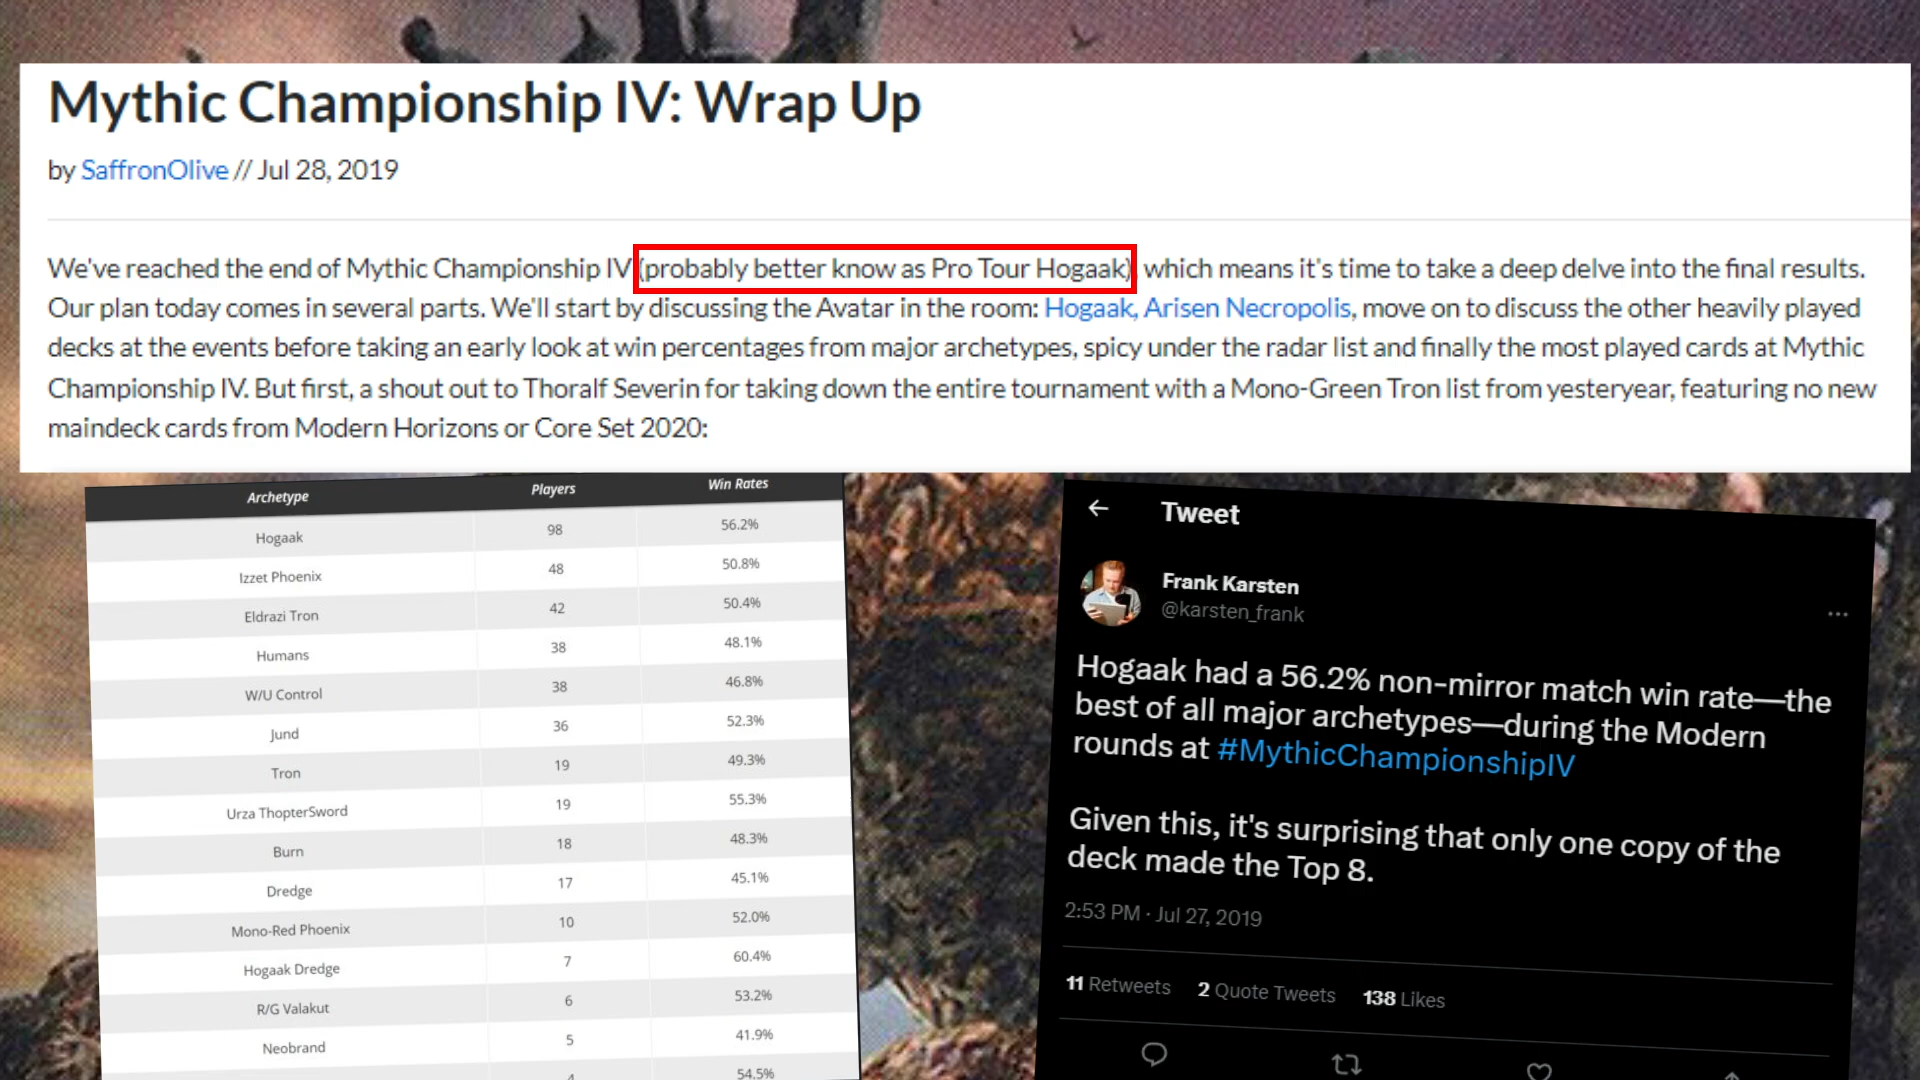 Mythic Championship IV: Wrap Up
by SaffronOlive // Jul 28, 2019
We've reached the end of Mythic Championship IV (probably better know as Pro Tour Hogaak) which means it's time to take a deep delve into the final results.
Our plan today comes in several parts. We'll start by discussing the Avatar in the room: Hogaak, Arisen Necropolis, move on to discuss the other heavily played
decks at the events before taking an early look at win percentages from major archetypes, spicy under the radar list and finally the most played cards at Mythic
Championship IV. But first, a shout out to Thoralf Severin for taking down the entire tournament with a Mono-Green Tron list from yesteryear, featuring no new
maindeck cards from Modern Horizons or Core Set 2020:
Archetype Players Win Rates
Hogaak 98 56.2%
Izzet Phoenix 48 50.8%
Eldrazi Tron 42 50.4%
Humans 38 48.1%
W/U Control 38 46.8%
Jund 36 52.3%
Tron 19 49.3%
Urza ThopterSword 19 55.3%
Burn 18 48.3%
Dredge 17 45.1%
Mono-Red Phoenix 10 52.0%
Hogaak Dredge 7 60.4%
R/G Valakut 6 53.2%
Neobrand 5 41.9%
4 54.5%
Tweet
Frank Karsten
@karsten_frank
Hogaak had a 56.2% non-mirror match win rate—the
best of all major archetypes—during the Modern
rounds at #MythicChampionshipIV
Given this, it's surprising that only one copy of the
deck made the Top 8.
2:53 PM · Jul 27, 2019
11 Retweets 2 Quote Tweets 138 Likes